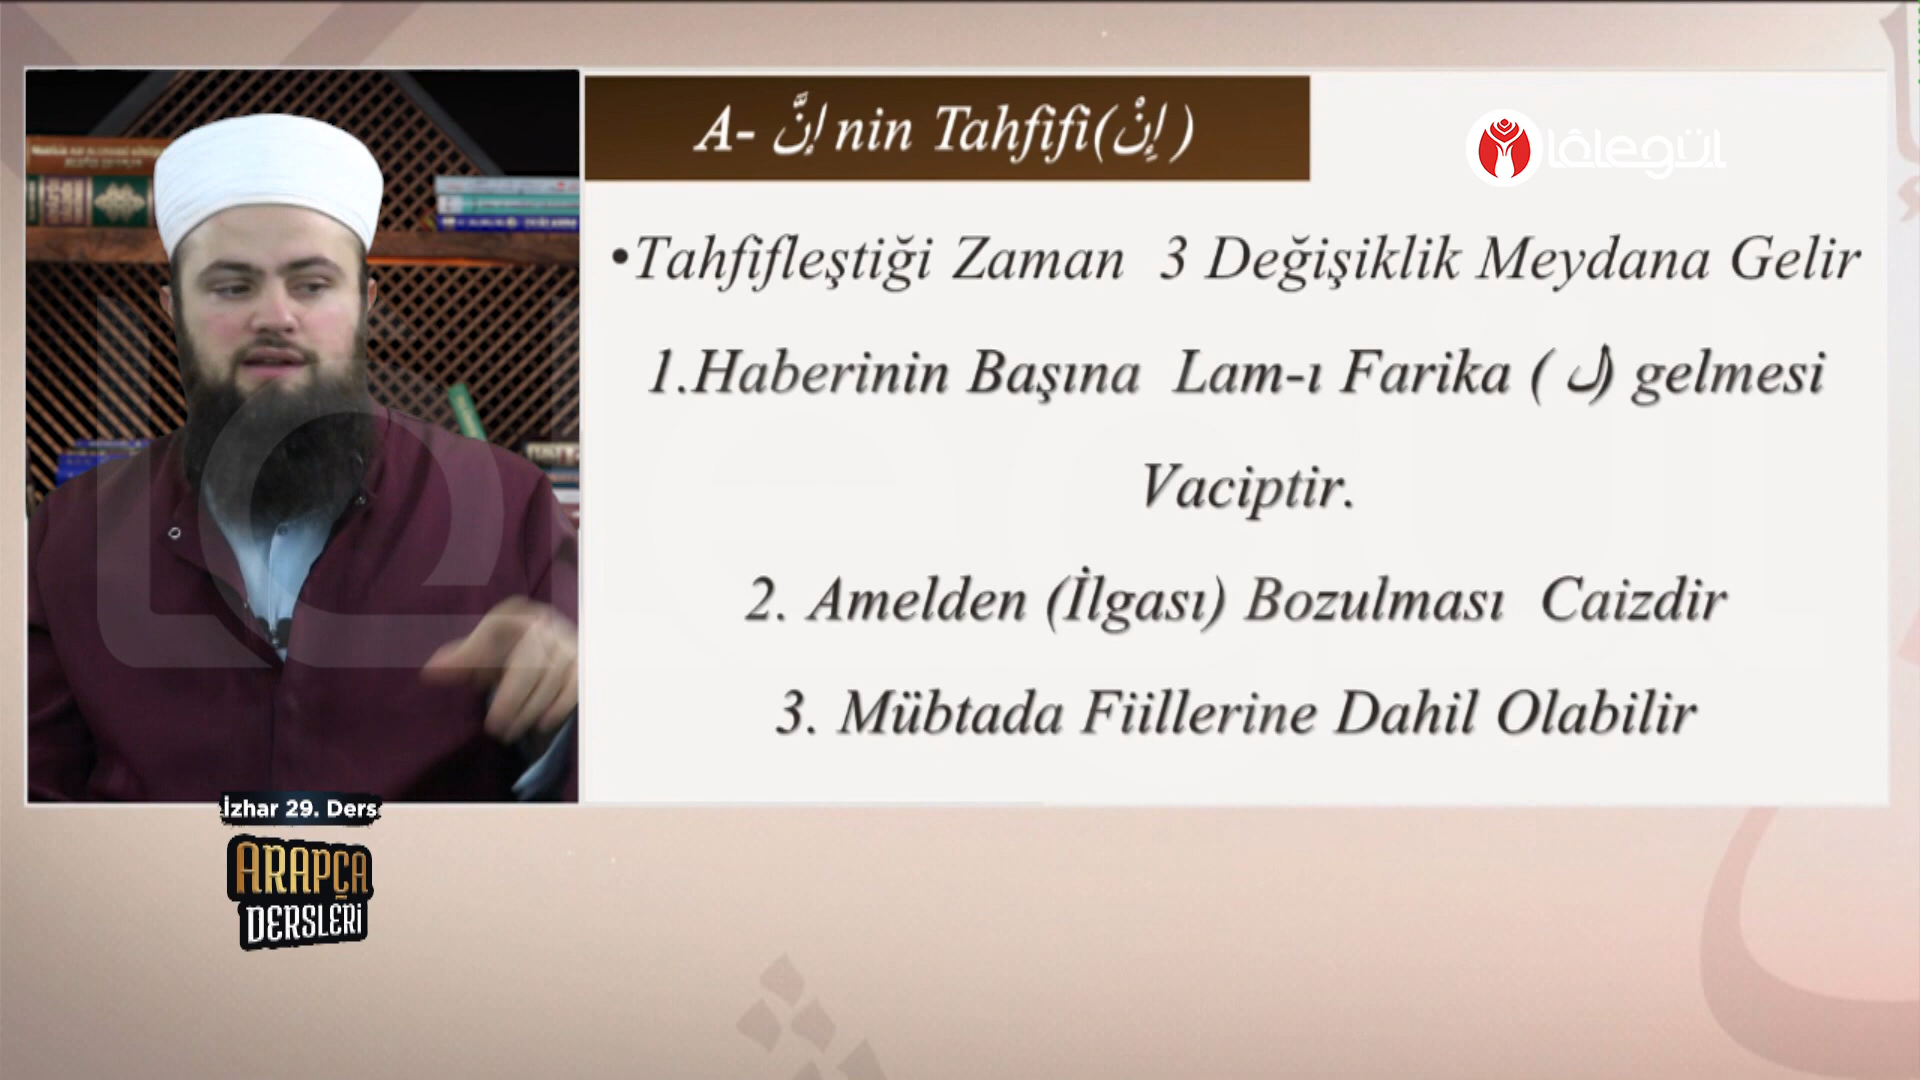 A- إنَّ nin Tahfifi(إِنْ )
lâlegül
•Tahfifleştiği Zaman 3 Değişiklik Meydana Gelir
1.Haberinin Başına Lam-ı Farika ( ل) gelmesi
Vaciptir.
2. Amelden (İlgası) Bozulması Caizdir
3. Mübtada Fiillerine Dahil Olabilir
İzhar 29. Ders
ARAPÇA
DERSLERİ